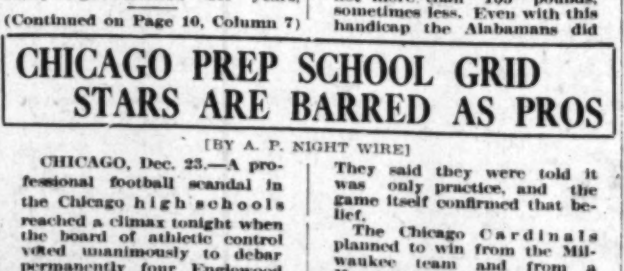 (Continued on Page 10, Column 7)
sometimes less. Even with this
handicap the Alabamans did
CHICAGO PREP SCHOOL GRID
STARS ARE BARRED AS PROS
[BY A. P. NIGHT WIRE]
CHICAGO, Dec. 23.—A pro-
fessional football scandal in
the Chicago high schools
reached a climax tonight when
the board of athletic control
voted unanimously to debar
permanently four Englewood
They said they were told it
was only practice, and the
game itself confirmed that be-
lief.
The Chicago Cardinals
planned to win from the Mil-
waukee team and from a